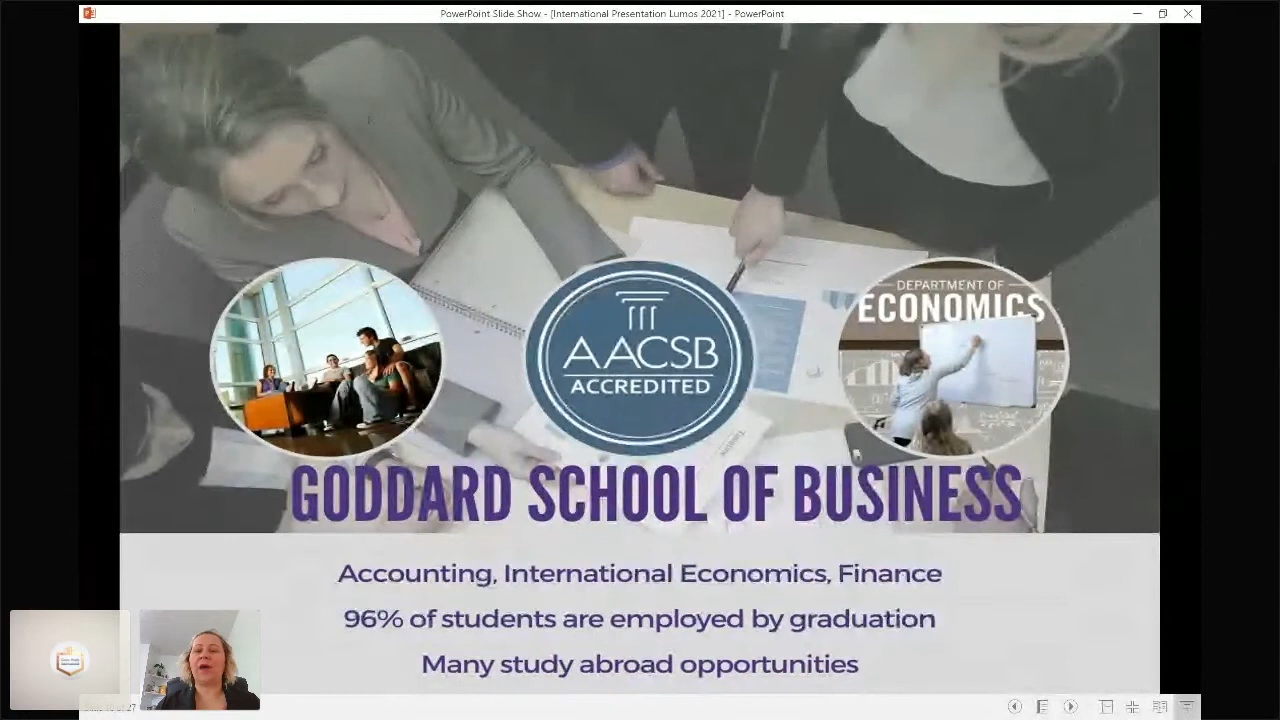 PowerPoint Slide Show - [International Presentation Lumos 2021] - PowerPoint
DEPARTMENT OF
ECONOMICS
AACSB
ACCREDITED
GODDARD SCHOOL OF BUSINESS
Accounting, International Economics, Finance
96% of students are employed by graduation
Many study abroad opportunities